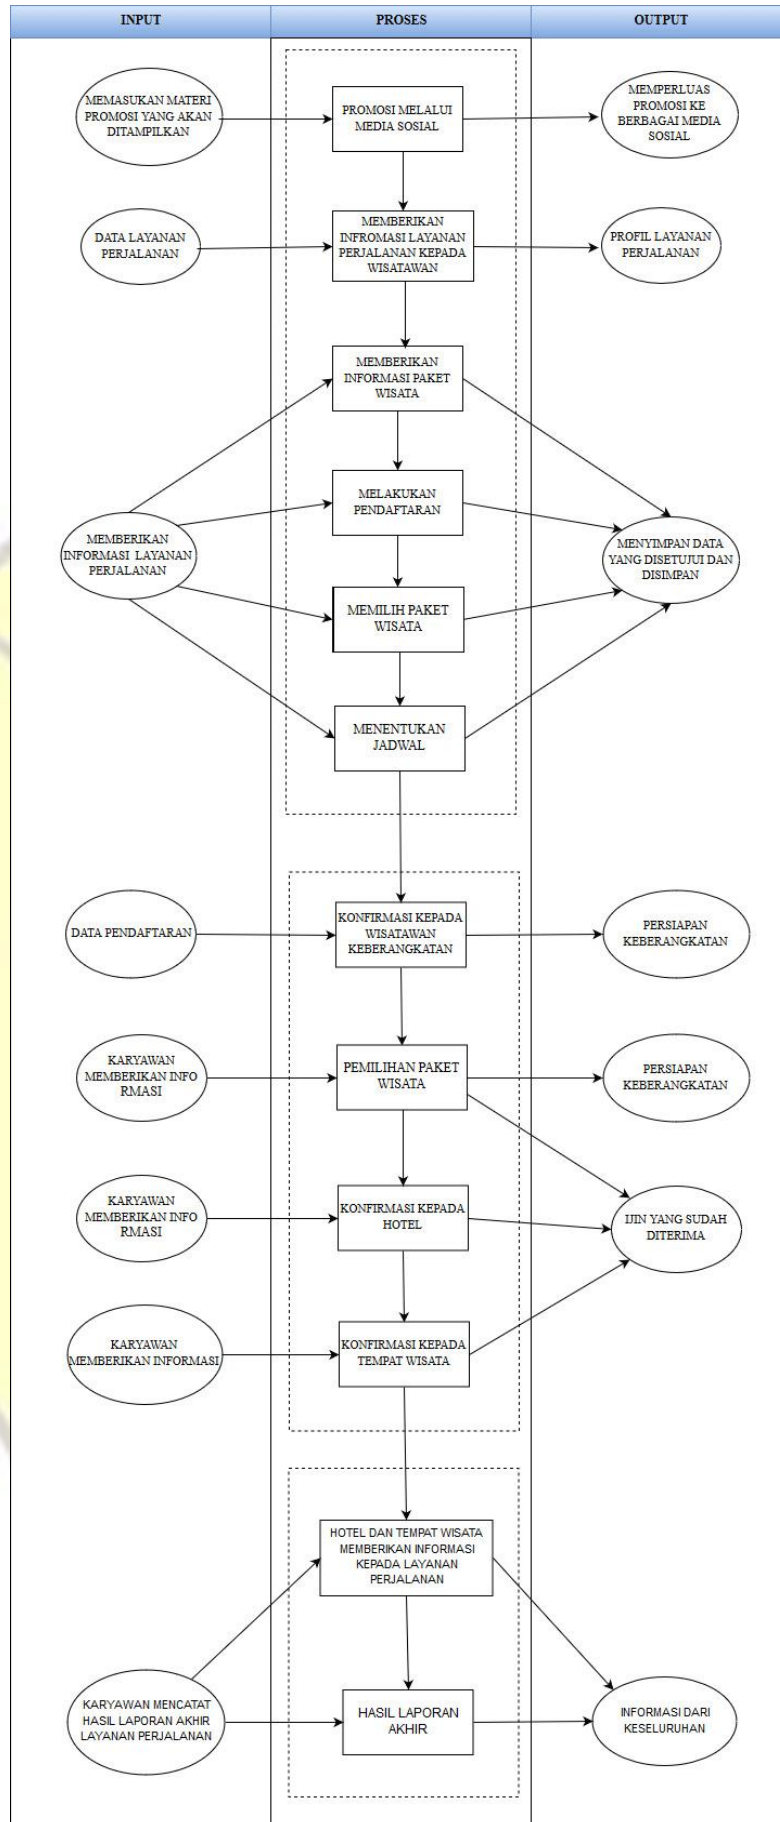 INPUT
PROSES
OUTPUT
MEMASUKAN MATERI
PROMOSI YANG AKAN
DITAMPILKAN
PROMOSI MELALUI
MEDIA SOSIAL
MEMPERLUAS
PROMOSI KE
BERBAGAI MEDIA
SOSIAL
DATA LAYANAN
PERJALANAN
MEMBERIKAN
INFROMASI LAYANAN
PERJALANAN KEPADA
WISATAWAN
PROFIL LAYANAN
PERJALANAN
MEMBERIKAN
INFORMASI PAKET
WISATA
MELAKUKAN
PENDAFTARAN
MEMBERIKAN
INFORMASI LAYANAN
PERJALANAN
MENYIMPAN DATA
YANG DISETUJUI DAN
DISIMPAN
MEMILIH PAKET
WISATA
MENENTUKAN
JADWAL
DATA PENDAFTARAN
KONFIRMASI KEPADA
WISATAWAN
KEBERANGKATAN
PERSIAPAN
KEBERANGKATAN
KARYAWAN
MEMBERIKAN INFO
RMASI
PEMILIHAN PAKET
WISATA
PERSIAPAN
KEBERANGKATAN
KARYAWAN
MEMBERIKAN INFO
RMASI
KONFIRMASI KEPADA
HOTEL
IJIN YANG SUDAH
DITERIMA
KARYAWAN
MEMBERIKAN INFORMASI
KONFIRMASI KEPADA
TEMPAT WISATA
HOTEL DAN TEMPAT WISATA
MEMBERIKAN INFORMASI
KEPADA LAYANAN
PERJALANAN
KARYAWAN MENCATAT
HASIL LAPORAN AKHIR
LAYANAN PERJALANAN
HASIL LAPORAN
AKHIR
INFORMASI DARI
KESELURUHAN